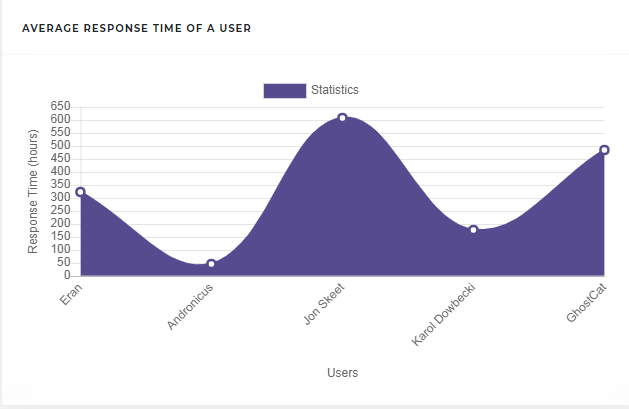 AVERAGE RESPONSE TIME OF A USER
Statistics
650
600
550
500
450
400
350
300
250
200
150
100
50
0
Response Time (hours)
Eran
Andronicus
Jon Skeet
Karol Dowbecki
GhostCat
Users